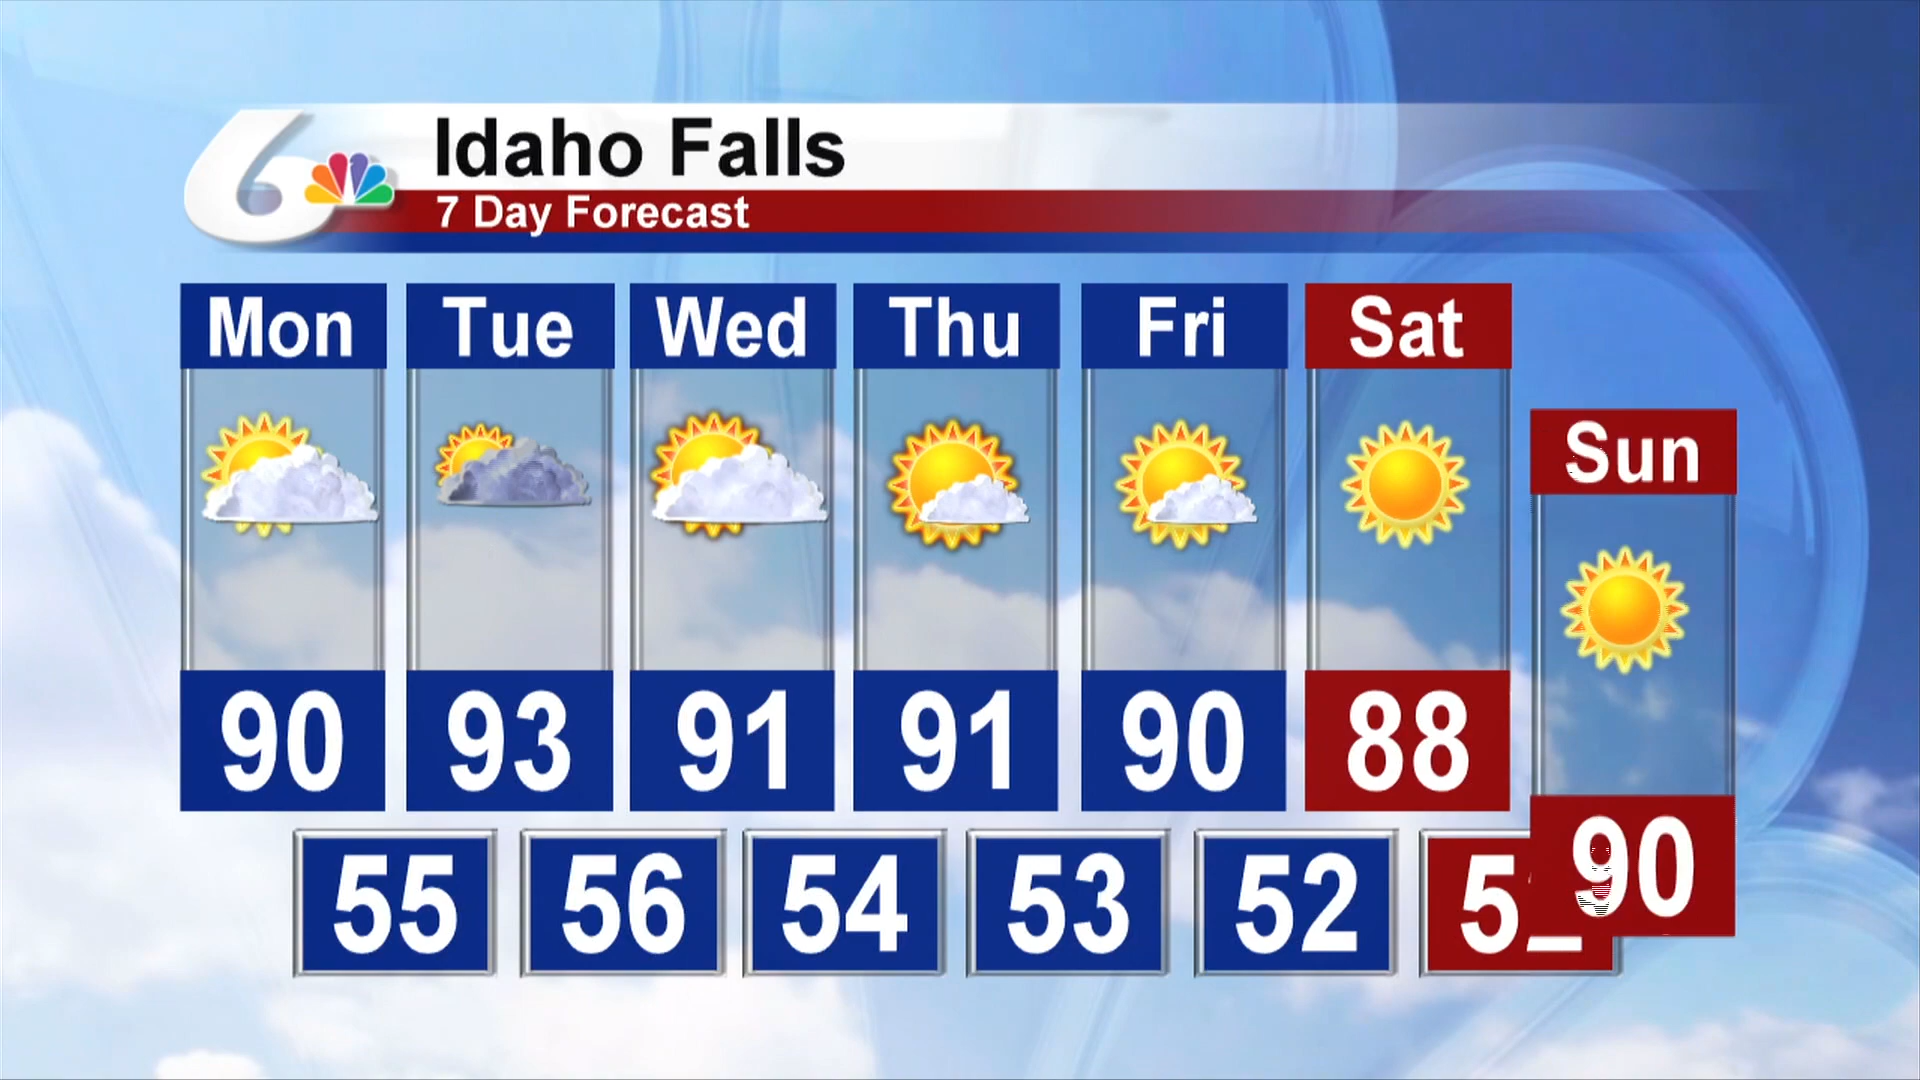 6
Idaho Falls
7 Day Forecast
Mon Tue Wed Thu Fri Sat Sun
90 93 91 91 90 88 90
55 56 54 53 52